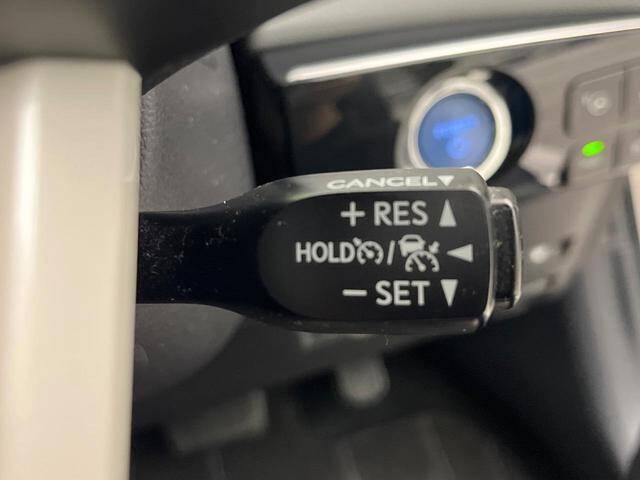 CANCEL▼
+ RES ▲
HOLD / ◀
− SET ▼